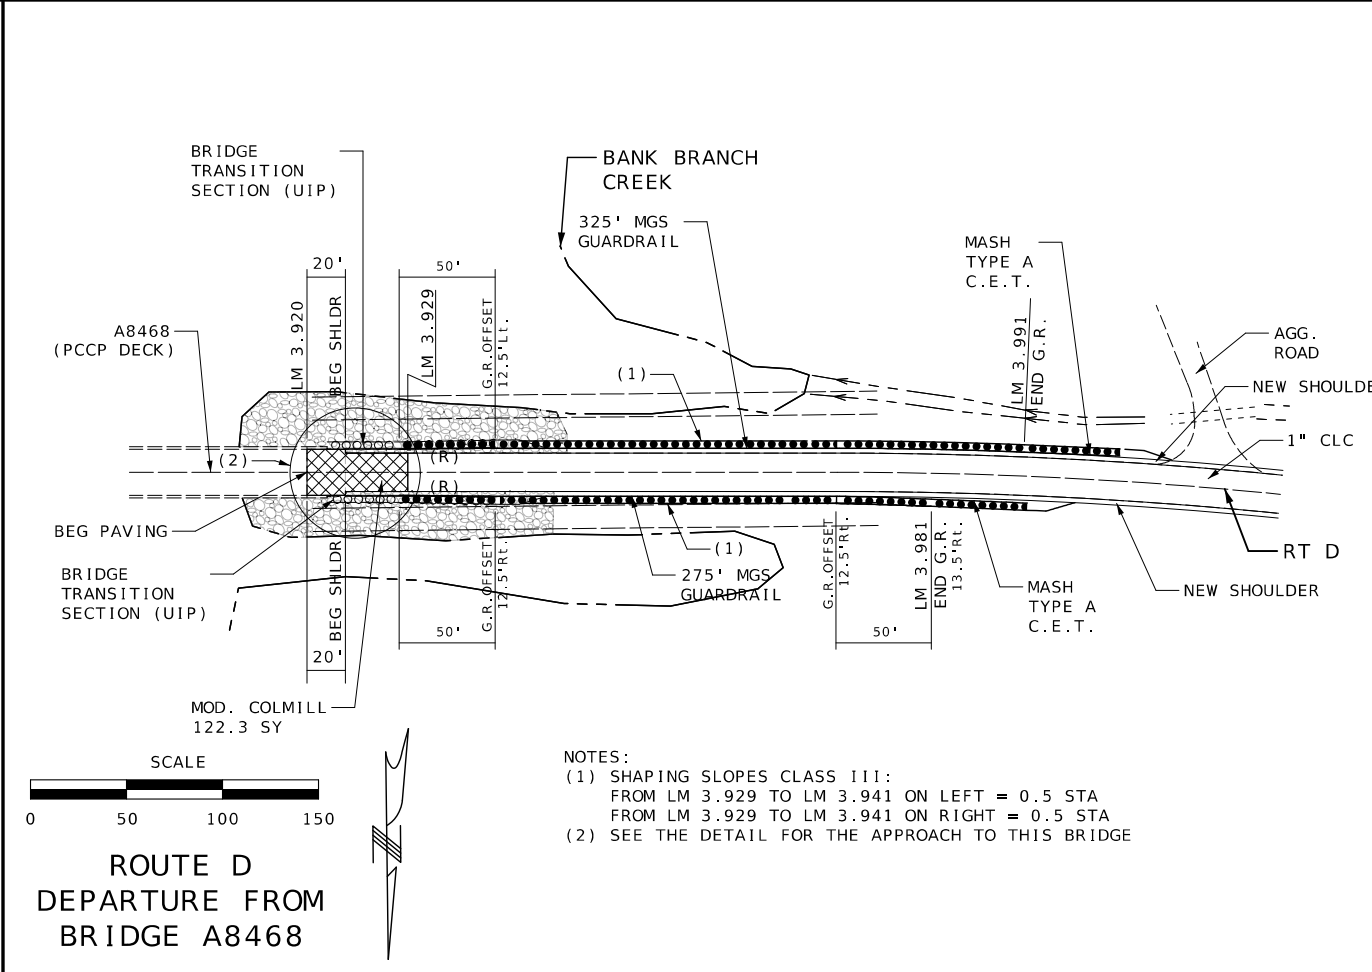 BRIDGE
TRANSITION
SECTION (UIP)
BANK BRANCH
CREEK
325' MGS
GUARDRAIL
MASH
TYPE A
C.E.T.
20'
50'
LM 3.920
BEG SHLDR
LM 3.929
G.R.OFFSET
12.5'Lt.
LM 3.991
END G.R.
A8468
(PCCP DECK)
AGG.
ROAD
(1)
NEW SHOULDE
(2)
(R)
1" CLC
(R)
BEG PAVING
(1)
RT D
BRIDGE
TRANSITION
SECTION (UIP)
BEG SHLDR
G.R.OFFSET
12.5'Rt.
275' MGS
GUARDRAIL
G.R.OFFSET
12.5'Rt.
LM 3.981
END G.R.
13.5'Rt.
MASH
TYPE A
C.E.T.
NEW SHOULDER
50'
50'
20'
MOD. COLMILL
122.3 SY
SCALE
0 50 100 150
NOTES:
(1) SHAPING SLOPES CLASS III:
FROM LM 3.929 TO LM 3.941 ON LEFT = 0.5 STA
FROM LM 3.929 TO LM 3.941 ON RIGHT = 0.5 STA
(2) SEE THE DETAIL FOR THE APPROACH TO THIS BRIDGE
ROUTE D
DEPARTURE FROM
BRIDGE A8468